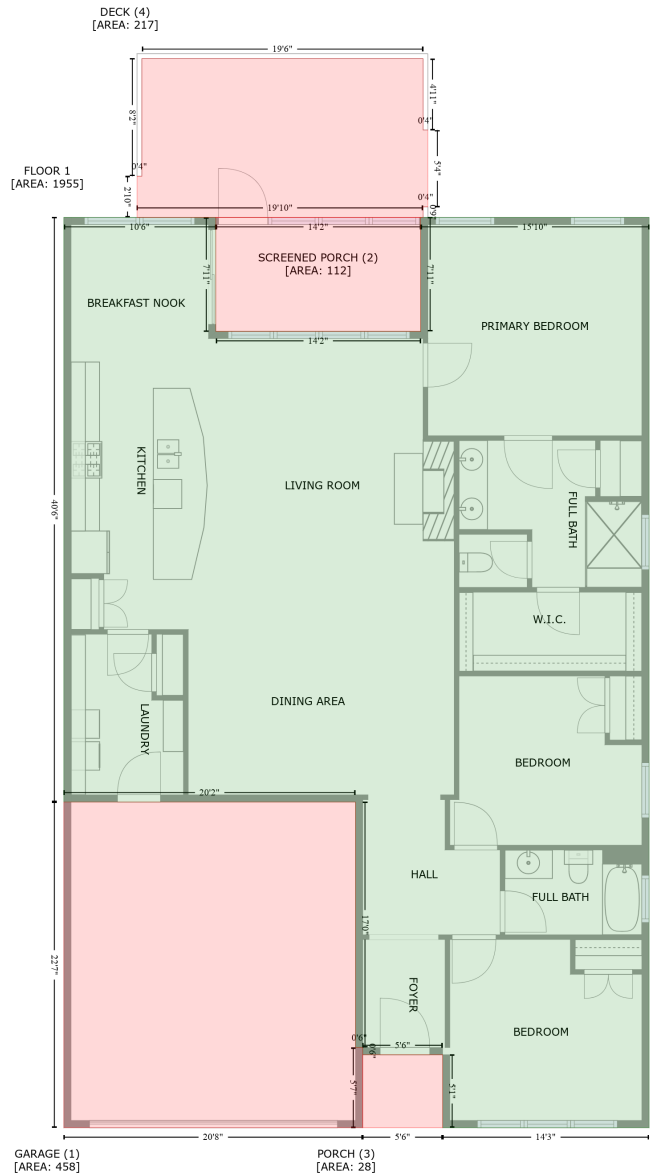 DECK (4)
[AREA: 217]
19'6"
8'2"
4'11"
0'4"
0'4"
5'4"
FLOOR 1
[AREA: 1955]
2'10"
0'4"
19'10"
0'6"
10'6"
14'2"
15'10"
7'11"
SCREENED PORCH (2)
[AREA: 112]
7'11"
BREAKFAST NOOK
PRIMARY BEDROOM
14'2"
KITCHEN
LIVING ROOM
40'6"
FULL BATH
W.I.C.
DINING AREA
LAUNDRY
BEDROOM
20'2"
HALL
FULL BATH
17'0"
22'7"
FOYER
BEDROOM
0'6"
0'6"
5'6"
5'7"
5'1"
20'8"
5'6"
14'3"
GARAGE (1)
[AREA: 458]
PORCH (3)
[AREA: 28]